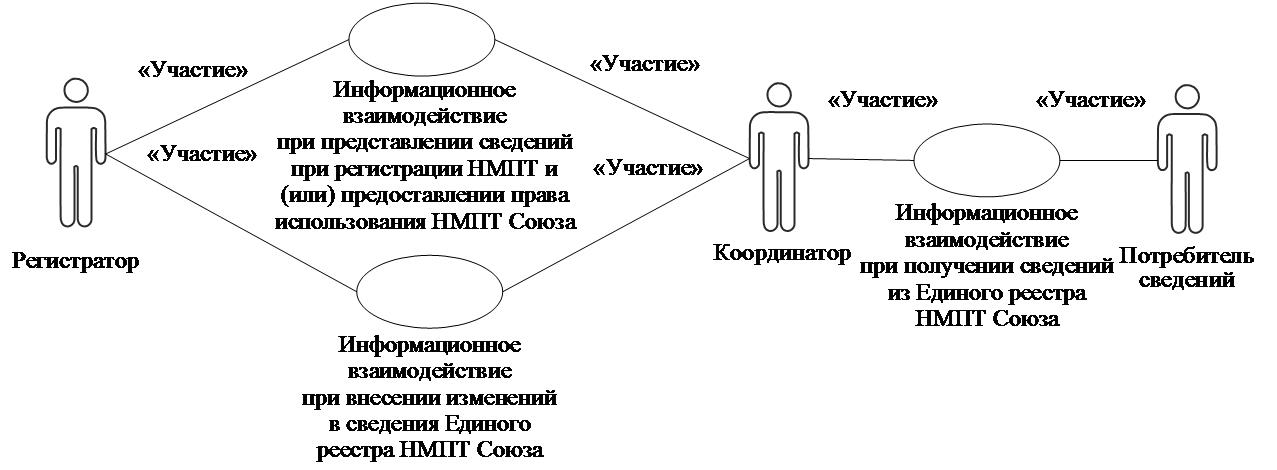 «Участие»
«Участие»
Информационное
взаимодействие
при представлении сведений
при регистрации НМПТ и
(или) предоставлении права
использования НМПТ Союза
«Участие»
«Участие»
Регистратор
Информационное
взаимодействие
при внесении изменений
в сведения Единого
реестра НМПТ Союза
Координатор
«Участие»
«Участие»
Информационное
взаимодействие
при получении сведений
из Единого реестра
НМПТ Союза
Потребитель
сведений